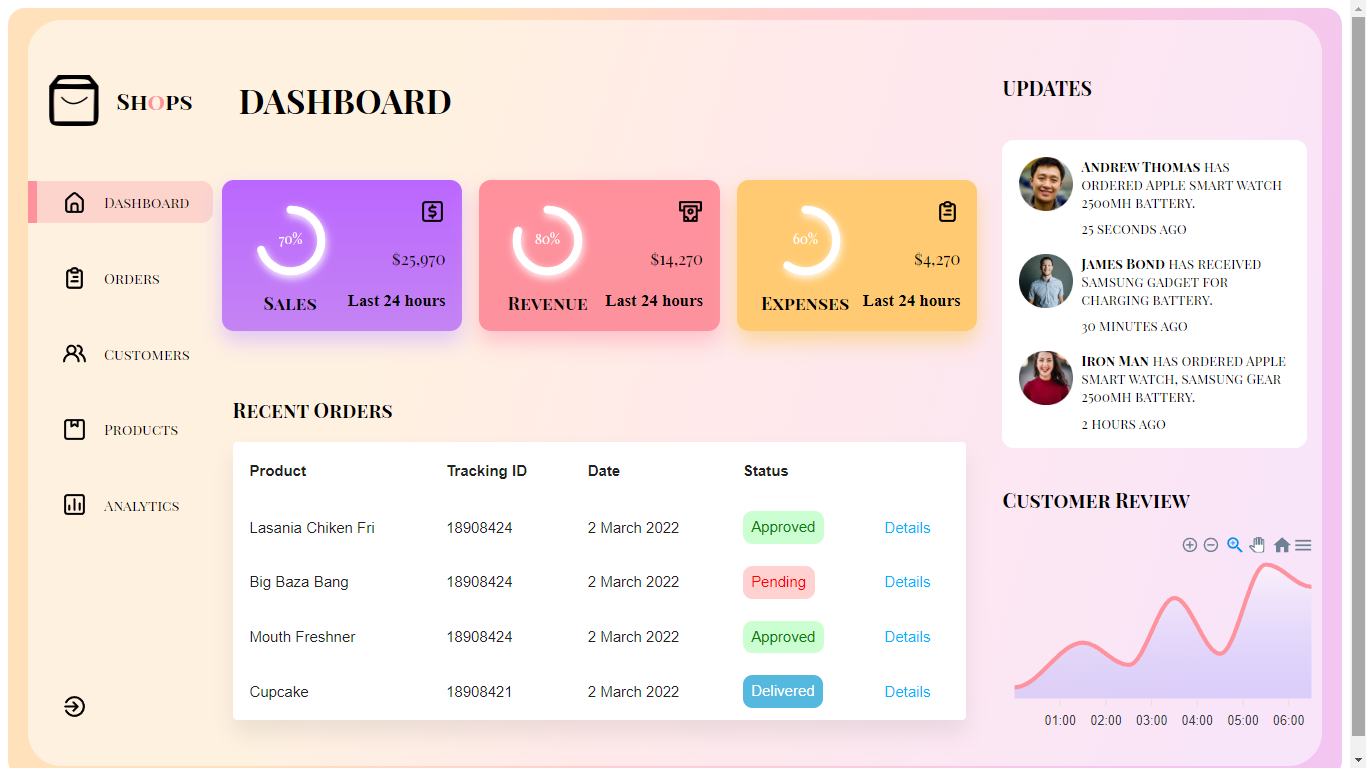 Shops
DASHBOARD
Dashboard
Orders
Customers
Products
Analytics
70%
$25,970
Sales
Last 24 hours
80%
$14,270
Revenue
Last 24 hours
60%
$4,270
Expenses
Last 24 hours
Recent Orders
Product Tracking ID Date Status
Lasania Chiken Fri 18908424 2 March 2022 Approved Details
Big Baza Bang 18908424 2 March 2022 Pending Details
Mouth Freshner 18908424 2 March 2022 Approved Details
Cupcake 18908421 2 March 2022 Delivered Details
UPDATES
Andrew Thomas has
ordered Apple smart watch
2500mh battery.
25 seconds ago
James Bond has received
Samsung gadget for
charging battery.
30 minutes ago
Iron Man has ordered Apple
smart watch, samsung Gear
2500mh battery.
2 hours ago
Customer Review
01:00 02:00 03:00 04:00 05:00 06:00